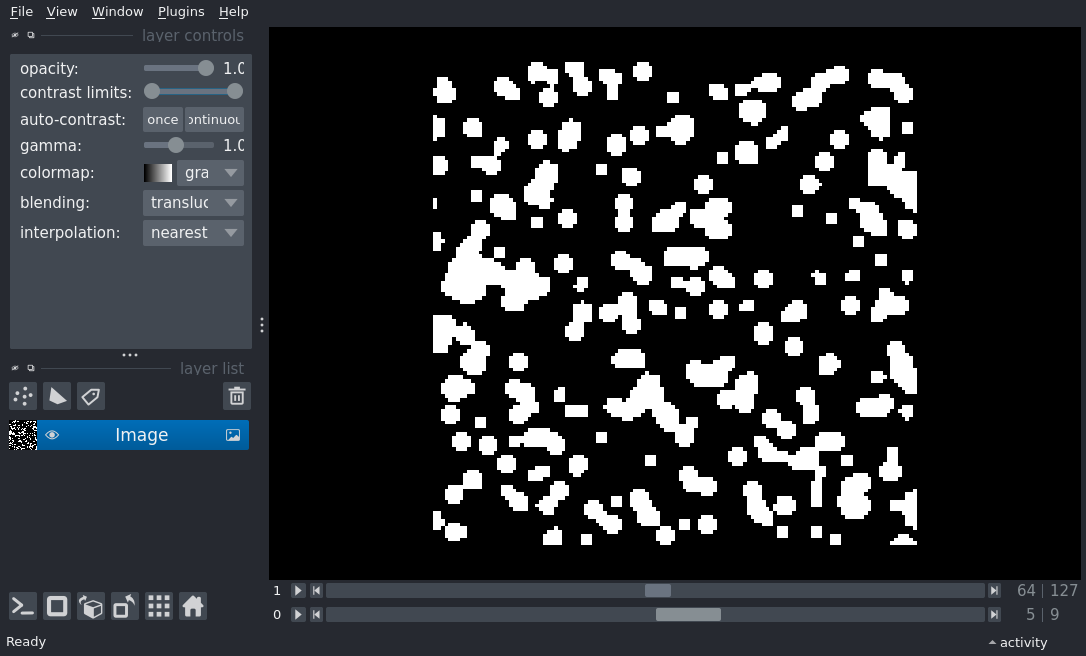 File View Window Plugins Help
layer controls
opacity: 1.0
contrast limits:
auto-contrast: once ontinuou
gamma: 1.0
colormap: gra
blending: transluc
interpolation: nearest
layer list
Image
1 64 | 127
0 5 | 9
Ready activity